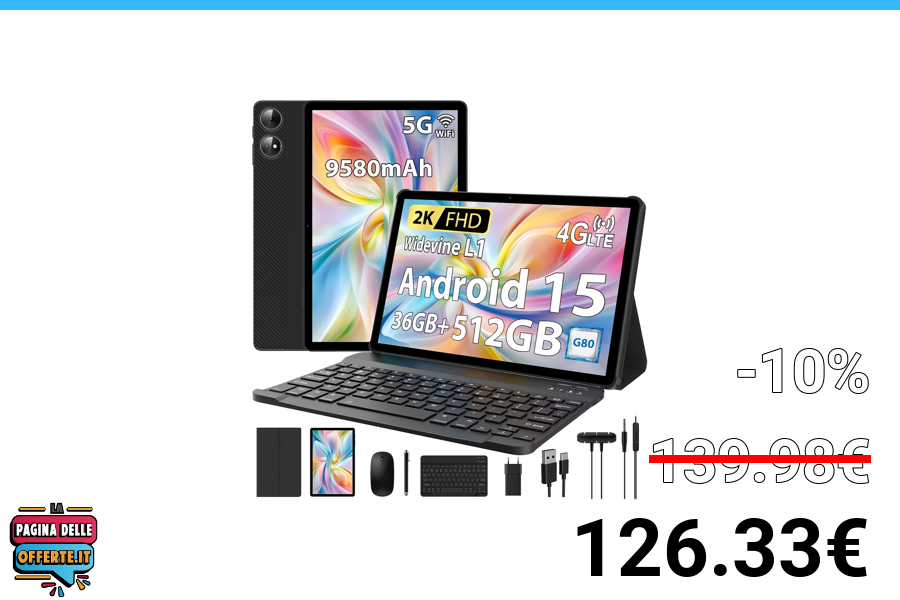 5G
WiFi
9580mAh
2K FHD
4G LTE
Widevine L1
Android 15
36GB+512GB
G80
-10%
139.98€
126.33€
LA
PAGINA DELLE
OFFERTE.IT